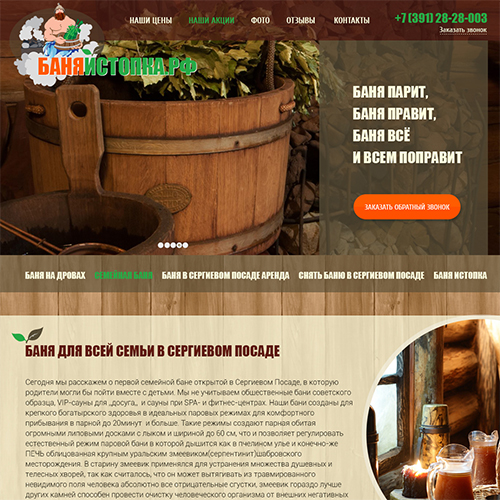 НАШИ ЦЕНЫ НАШИ АКЦИИ ФОТО ОТЗЫВЫ КОНТАКТЫ
+7 (391) 28-28-003
Заказать звонок
БАНЯИСТОПКА.РФ
БАНЯ ПАРИТ,
БАНЯ ПРАВИТ,
БАНЯ ВСЁ
И ВСЕМ ПОПРАВИТ
ЗАКАЗАТЬ ОБРАТНЫЙ ЗВОНОК
БАНЯ НА ДРОВАХ СЕМЕЙНАЯ БАНЯ БАНЯ В СЕРГИЕВОМ ПОСАДЕ АРЕНДА СНЯТЬ БАНЮ В СЕРГИЕВОМ ПОСАДЕ БАНЯ ИСТОПКА
БАНЯ ДЛЯ ВСЕЙ СЕМЬИ В СЕРГИЕВОМ ПОСАДЕ
Сегодня мы расскажем о первой семейной бане открытой в Сергиевом Посаде, в которую
родители могли бы пойти вместе с детьми. Мы не учитываем общественные бани советского
образца, VIP-сауны для „досуга„ и сауны при SPA- и фитнес-центрах. Наши бани созданы для
крепкого богатырского здоровья в идеальных паровых режимах для комфортного
прибывания в парной до 20минут и больше. Такие режимы создают парная обитая
огромными липовыми досками с лыком и шириной до 60 см, что и позволяет регулировать
естественный режим паровой бани в которой дышится как в пчелином улье и конечно-же
ПЕЧЬ облицованная крупным уральским змеевиком(серпентинит)шабровского
месторождения. В старину змеевик применялся для устранения множества душевных и
телесных хворей, так как считалось, что он может вытягивать из травмированного
невидимого поля человека абсолютно все отрицательные сгустки, змеевик гораздо лучше
других камней способен провести очистку человеческого организма от внешних негативных